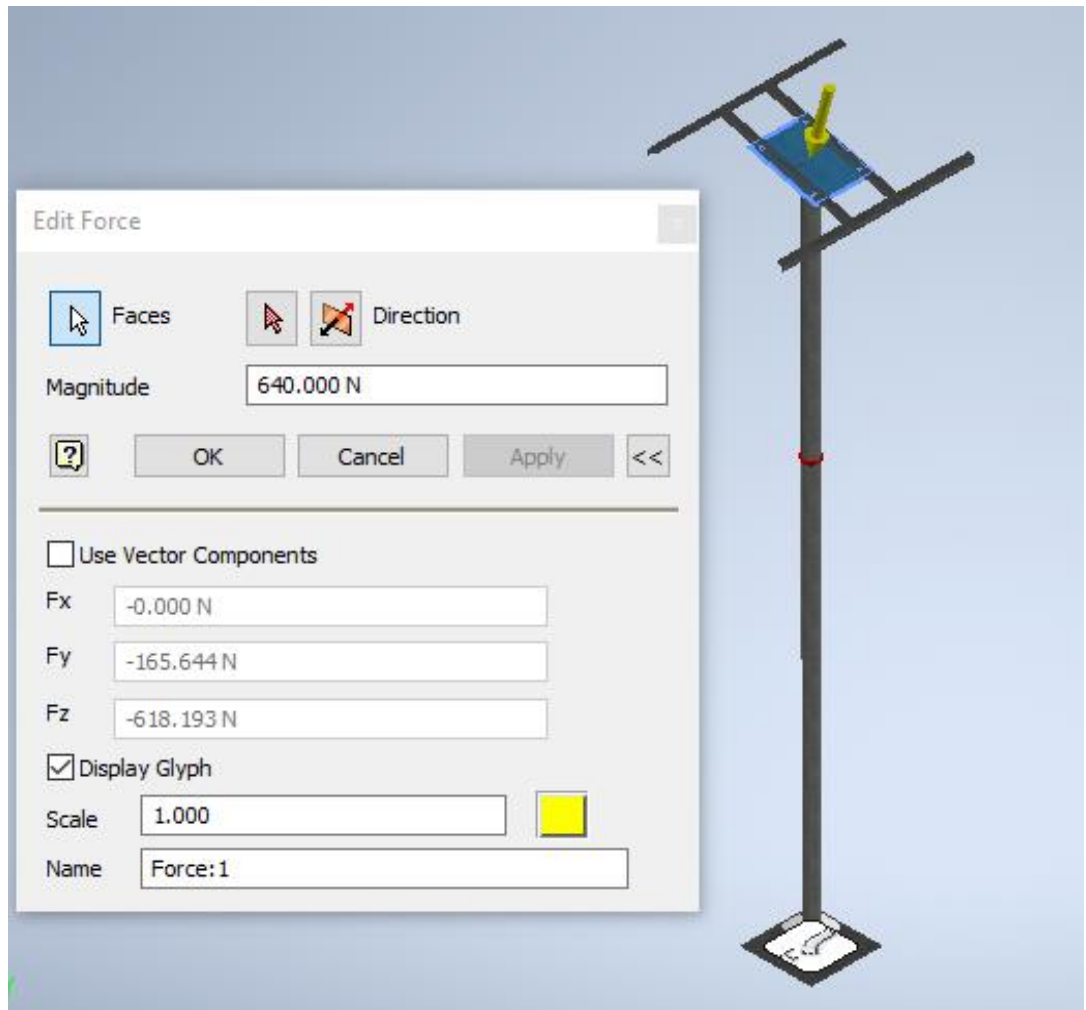 Edit Force
Faces
Direction
Magnitude 640.000 N
OK Cancel Apply <<
Use Vector Components
Fx -0.000 N
Fy -165.644 N
Fz -618.193 N
Display Glyph
Scale 1.000
Name Force:1